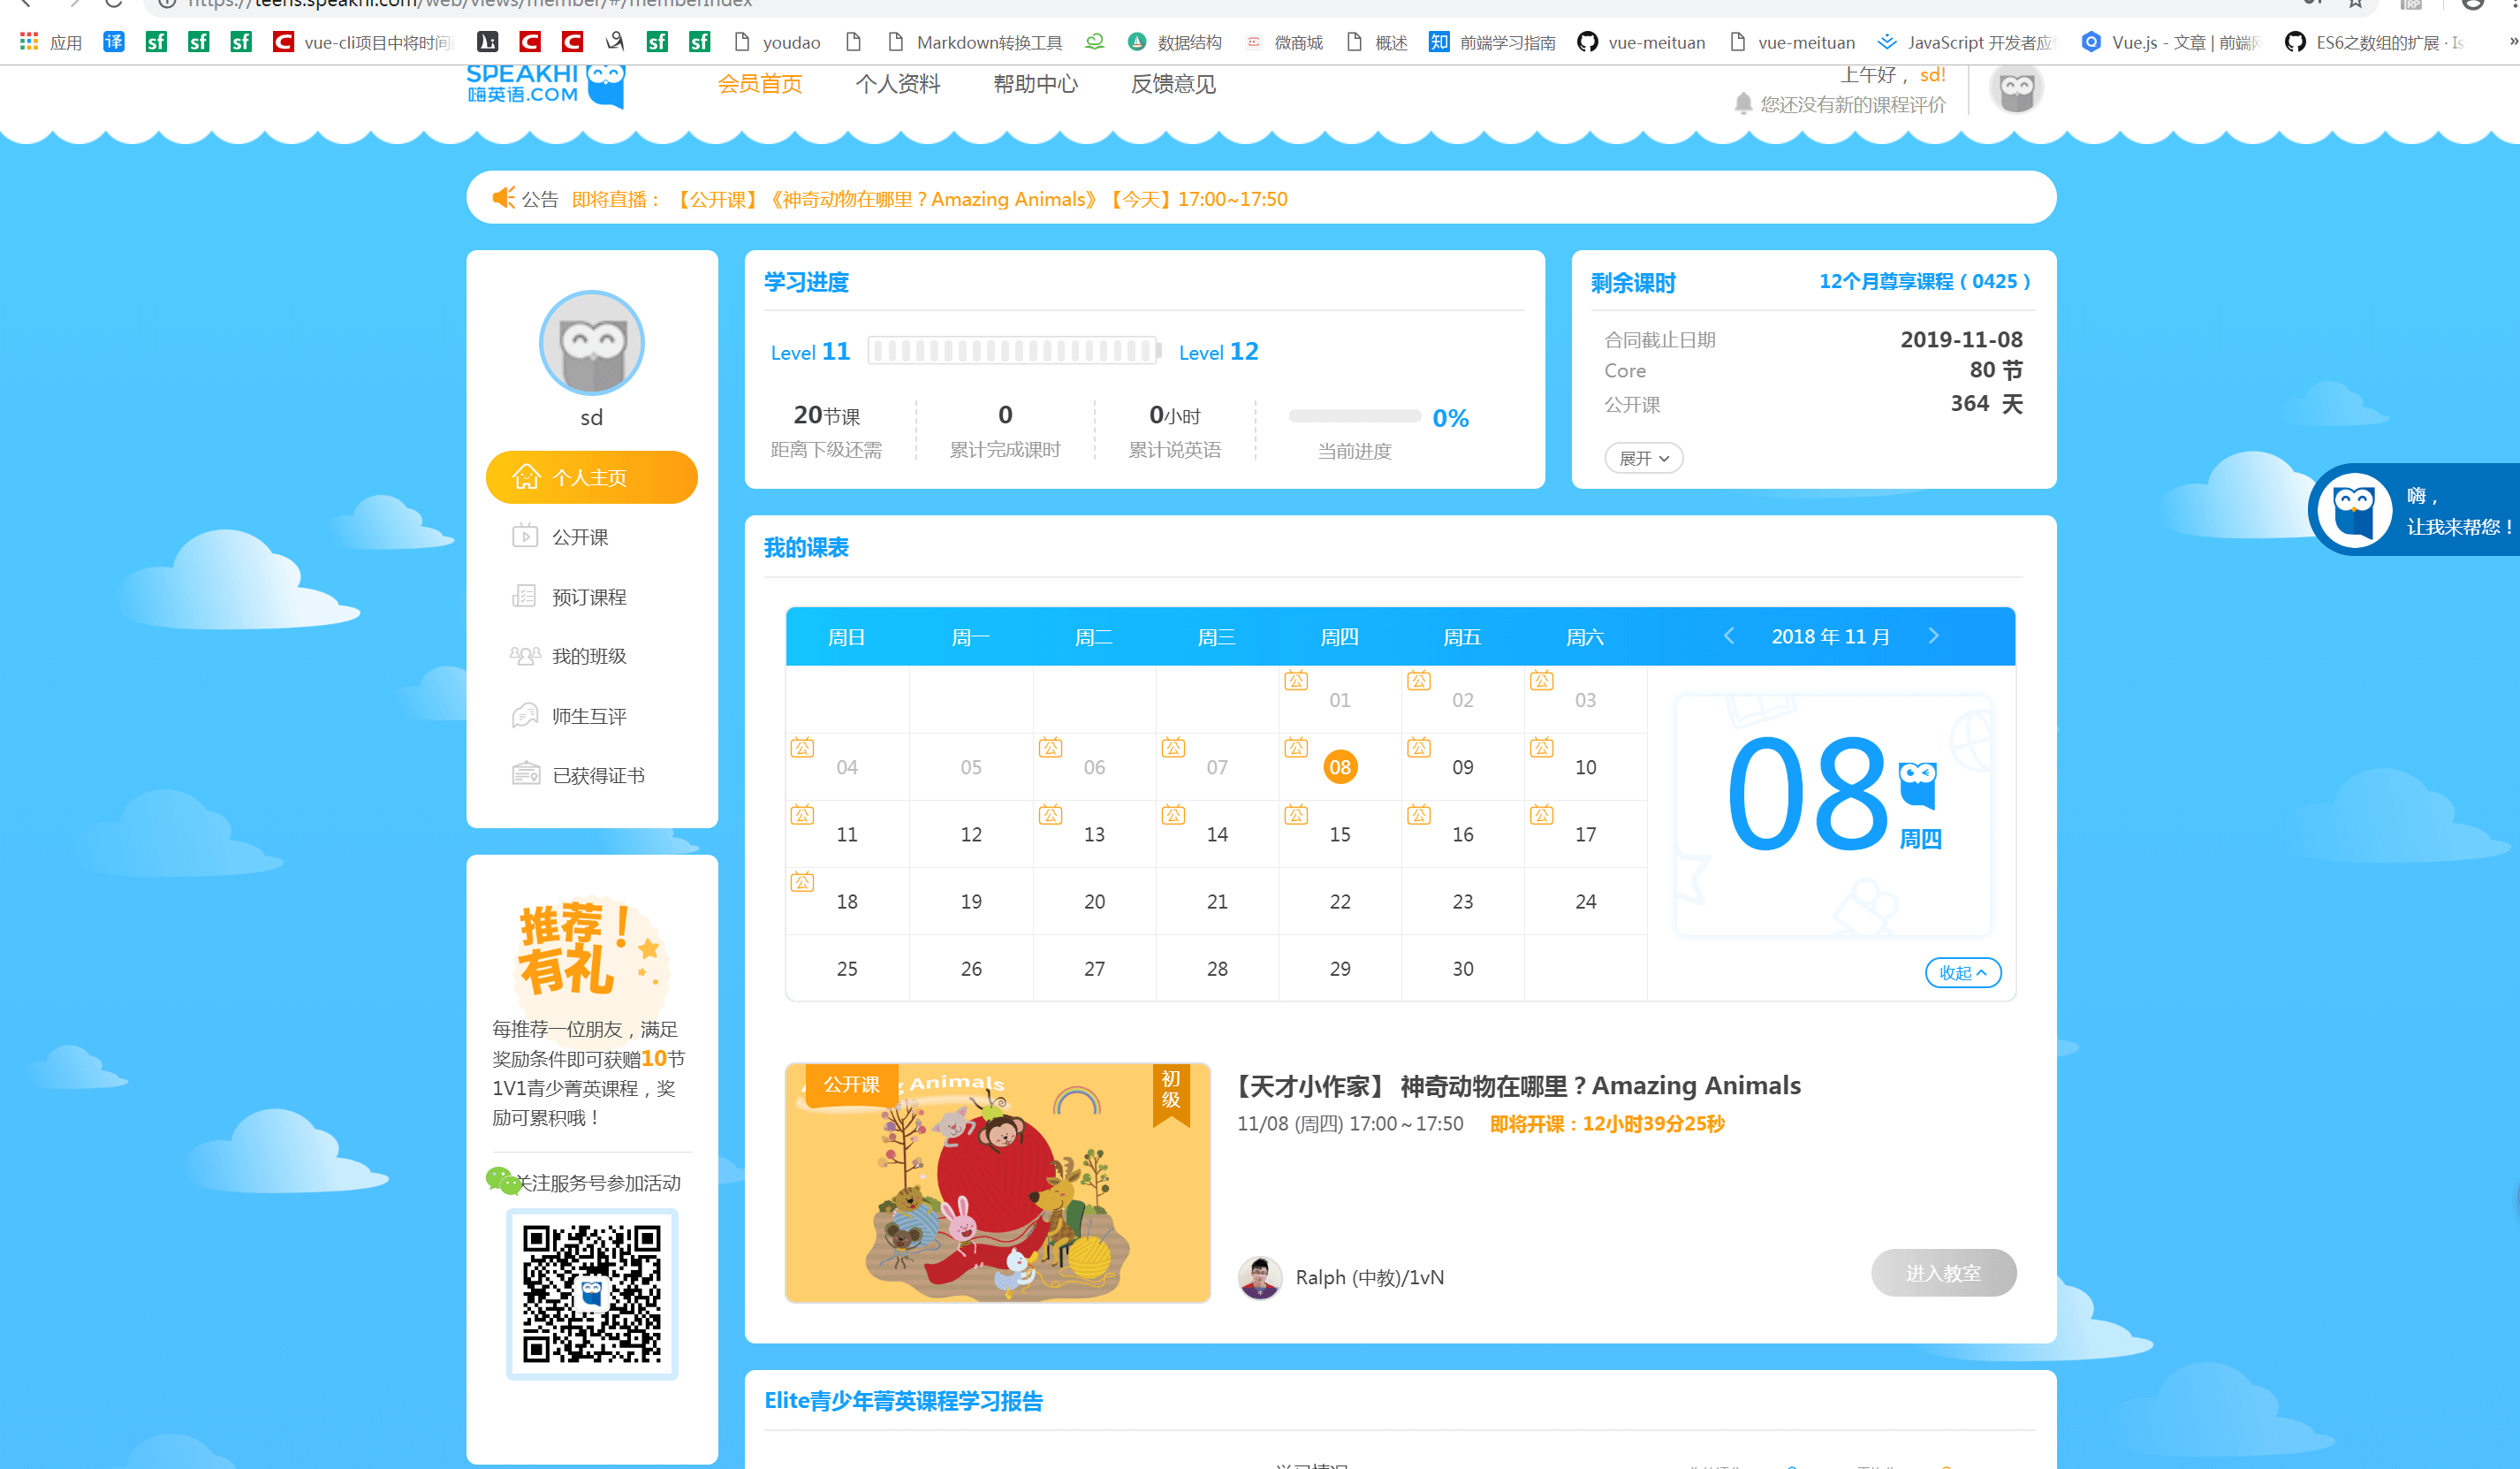 https://teens.speakhi.com/web/views/member/#/memberIndex
应用
译
sf
sf
sf
vue-cli项目中将时间
sf
sf
youdao
Markdown转换工具
数据结构
微商城
概述
知 前端学习指南
vue-meituan
vue-meituan
JavaScript 开发者应
Vue.js - 文章 | 前端
ES6之数组的扩展 · Is
»
SPEAKHI
嗨英语.COM
会员首页
个人资料
帮助中心
反馈意见
上午好， sd!
您还没有新的课程评价
公告 即将直播： 【公开课】《神奇动物在哪里？Amazing Animals》【今天】17:00~17:50
sd
个人主页
公开课
预订课程
我的班级
师生互评
已获得证书
学习进度
Level 11
Level 12
20节课
距离下级还需
0
累计完成课时
0小时
累计说英语
0%
当前进度
剩余课时
12个月尊享课程（0425）
合同截止日期 2019-11-08
Core 80 节
公开课 364 天
展开
嗨，
让我来帮您！
我的课表
周日 周一 周二 周三 周四 周五 周六
2018 年 11 月
公 01 公 02 公 03
公 04 05 公 06 公 07 公 08 公 09 公 10
公 11 12 公 13 公 14 公 15 公 16 公 17
公 18 19 20 21 22 23 24
25 26 27 28 29 30
08
周四
收起
推荐！
有礼
每推荐一位朋友，满足
奖励条件即可获赠10节
1V1青少菁英课程，奖
励可累积哦！
关注服务号参加活动
公开课
Animals
初级
【天才小作家】 神奇动物在哪里？Amazing Animals
11/08 (周四) 17:00～17:50 即将开课：12小时39分25秒
Ralph (中教)/1vN
进入教室
Elite青少年菁英课程学习报告